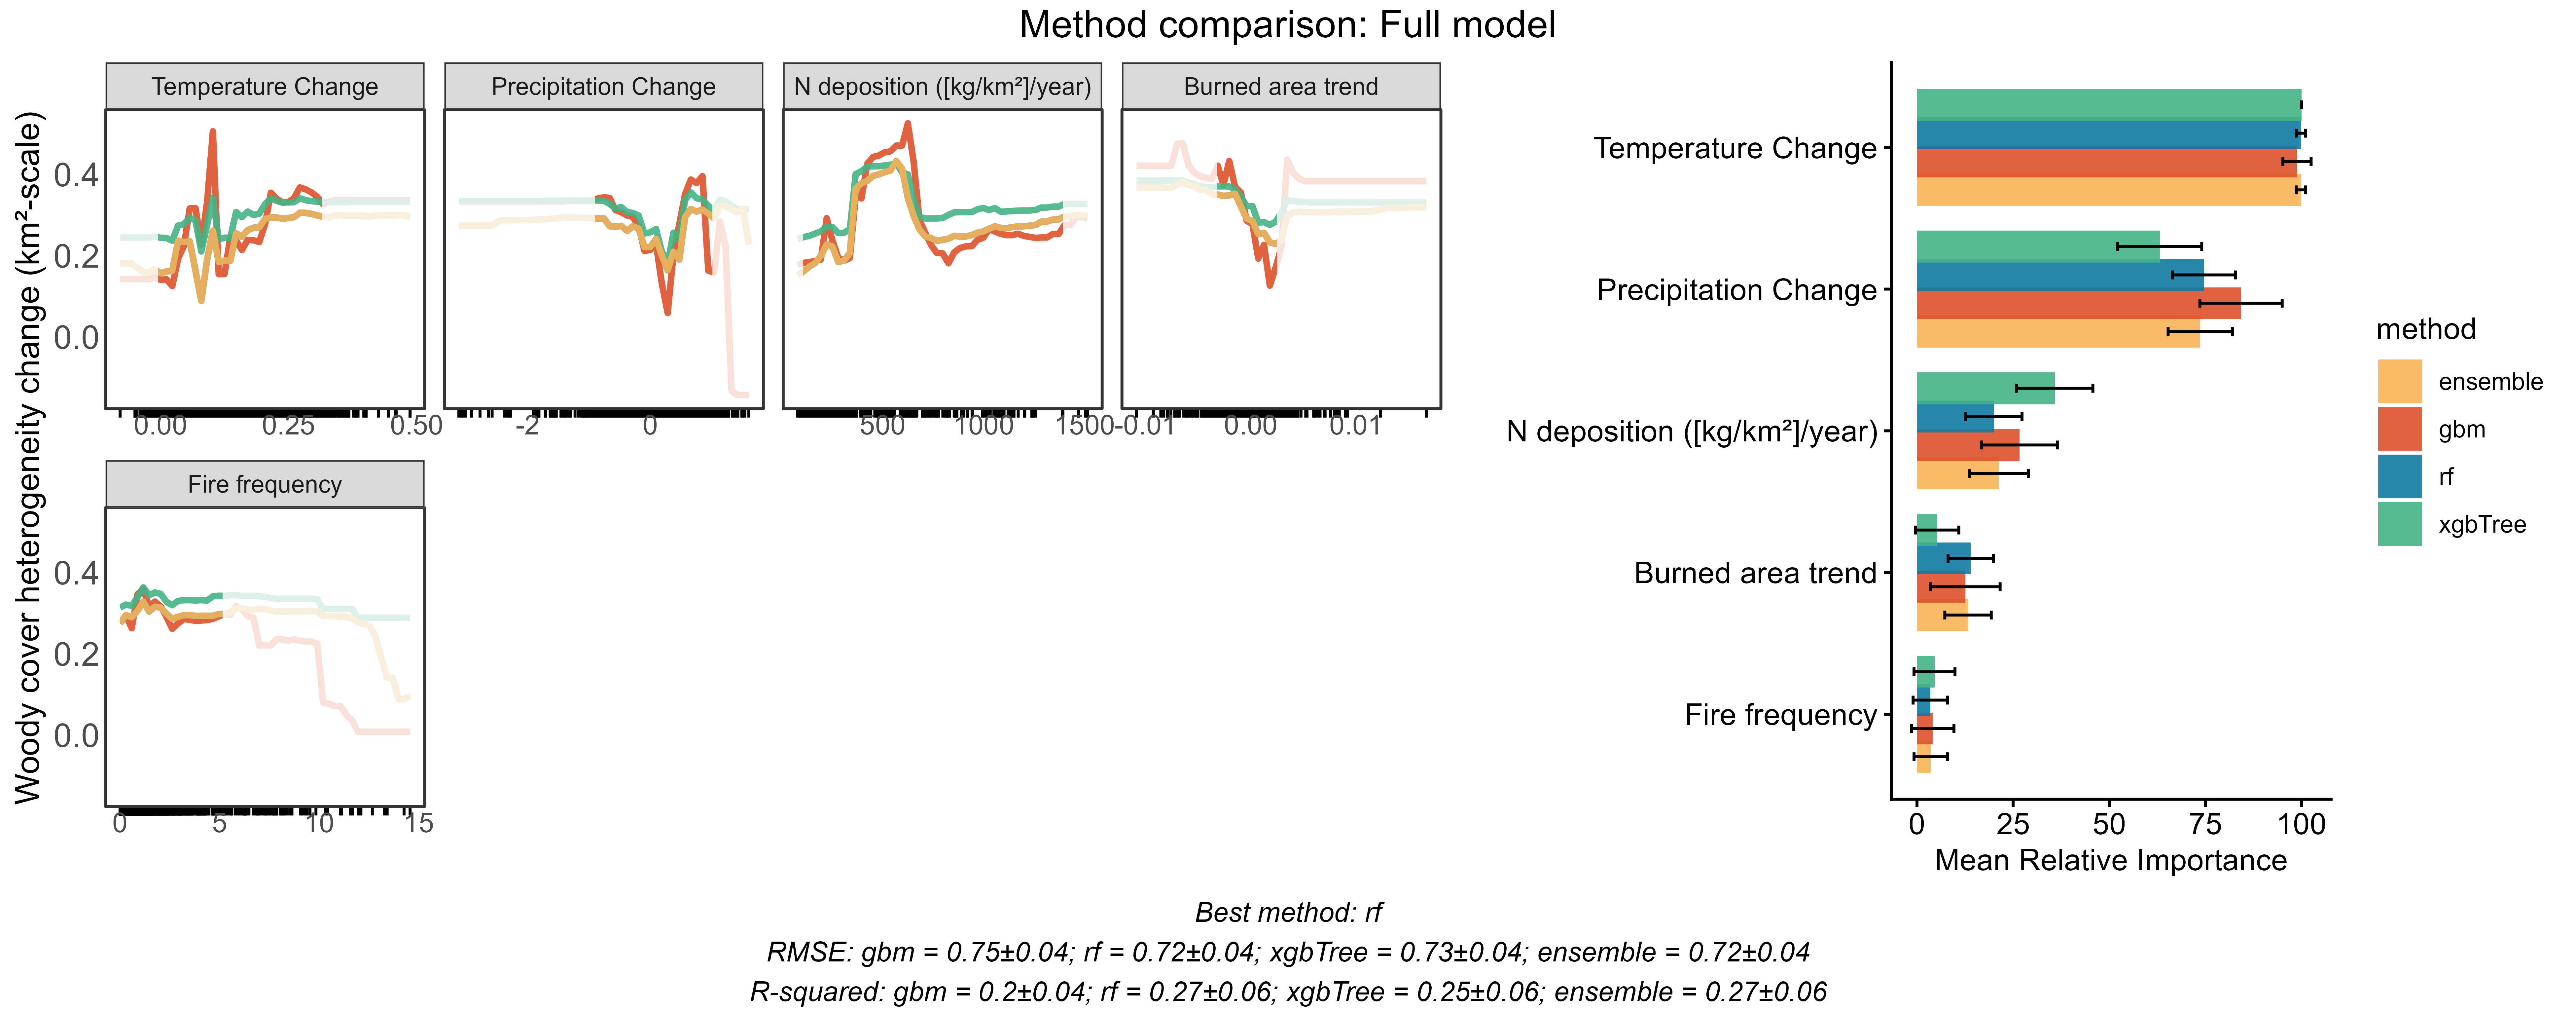 Method comparison: Full model
Woody cover heterogeneity change (km²-scale)
Temperature Change
Precipitation Change
N deposition ([kg/km²]/year)
Burned area trend
0.4
0.2
0.0
0.00 0.25 0.50
-2 0
500 1000 1500
-0.01 0.00 0.01
Fire frequency
0.4
0.2
0.0
0 5 10 15
Temperature Change
Precipitation Change
N deposition ([kg/km²]/year)
Burned area trend
Fire frequency
0 25 50 75 100
Mean Relative Importance
method
ensemble
gbm
rf
xgbTree
Best method: rf
RMSE: gbm = 0.75±0.04; rf = 0.72±0.04; xgbTree = 0.73±0.04; ensemble = 0.72±0.04
R-squared: gbm = 0.2±0.04; rf = 0.27±0.06; xgbTree = 0.25±0.06; ensemble = 0.27±0.06